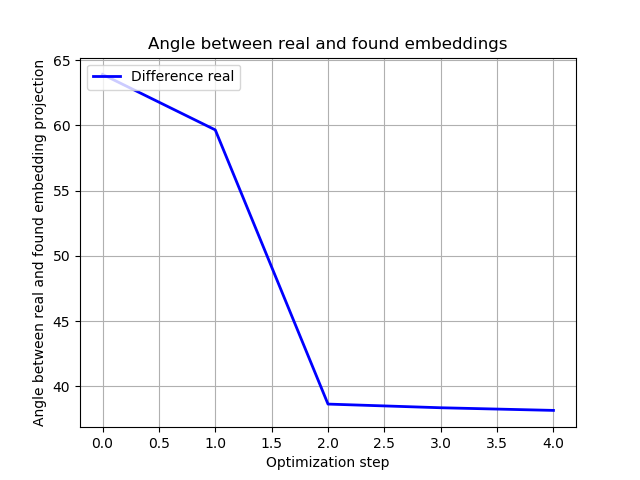 Angle between real and found embeddings
Difference real
Angle between real and found embedding projection
65
60
55
50
45
40
0.0 0.5 1.0 1.5 2.0 2.5 3.0 3.5 4.0
Optimization step